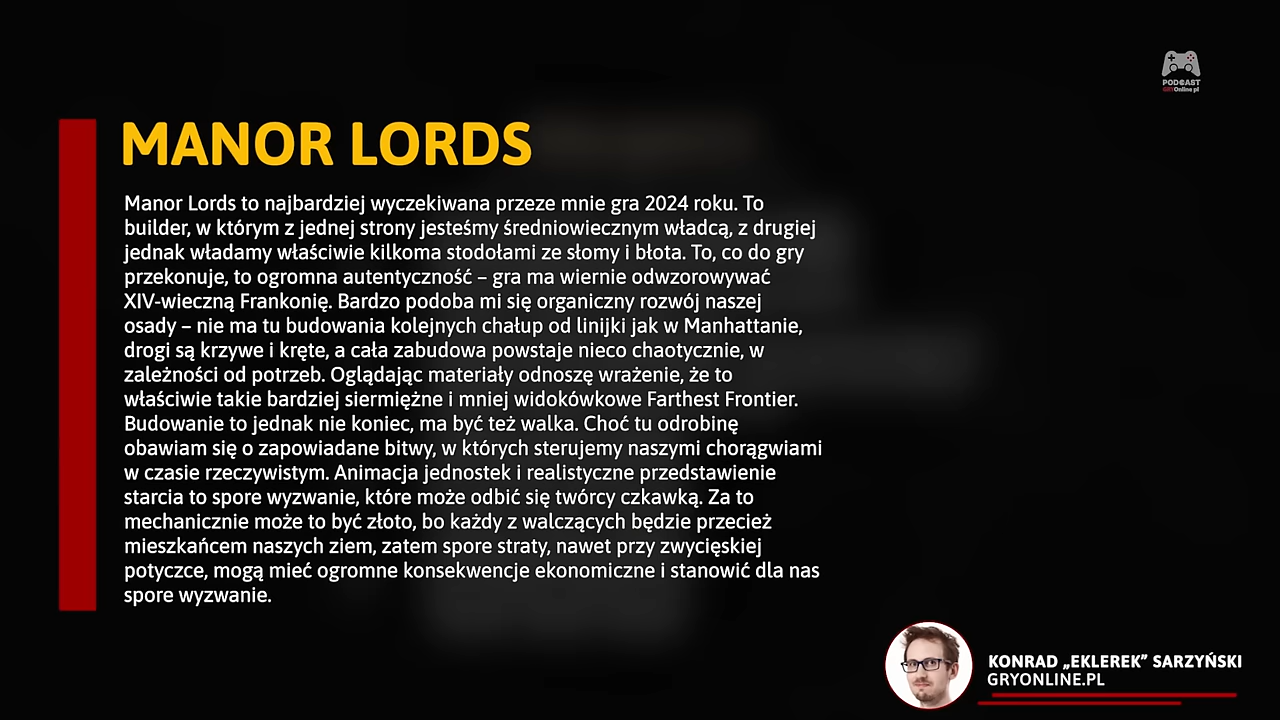 PODCAST
GRYOnline.pl
MANOR LORDS
Manor Lords to najbardziej wyczekiwana przeze mnie gra 2024 roku. To
builder, w którym z jednej strony jesteśmy średniowiecznym władcą, z drugiej
jednak władamy właściwie kilkoma stodołami ze słomy i błota. To, co do gry
przekonuje, to ogromna autentyczność – gra ma wiernie odwzorowywać
XIV-wieczną Frankonię. Bardzo podoba mi się organiczny rozwój naszej
osady – nie ma tu budowania kolejnych chałup od linijki jak w Manhattanie,
drogi są krzywe i kręte, a cała zabudowa powstaje nieco chaotycznie, w
zależności od potrzeb. Oglądając materiały odnoszę wrażenie, że to
właściwie takie bardziej siermiężne i mniej widokówkowe Farthest Frontier.
Budowanie to jednak nie koniec, ma być też walka. Choć tu odrobinę
obawiam się o zapowiadane bitwy, w których sterujemy naszymi chorągwiami
w czasie rzeczywistym. Animacja jednostek i realistyczne przedstawienie
starcia to spore wyzwanie, które może odbić się twórcy czkawką. Za to
mechanicznie może to być złoto, bo każdy z walczących będzie przecież
mieszkańcem naszych ziem, zatem spore straty, nawet przy zwycięskiej
potyczce, mogą mieć ogromne konsekwencje ekonomiczne i stanowić dla nas
spore wyzwanie.
KONRAD „EKLEREK” SARZYŃSKI
GRYONLINE.PL